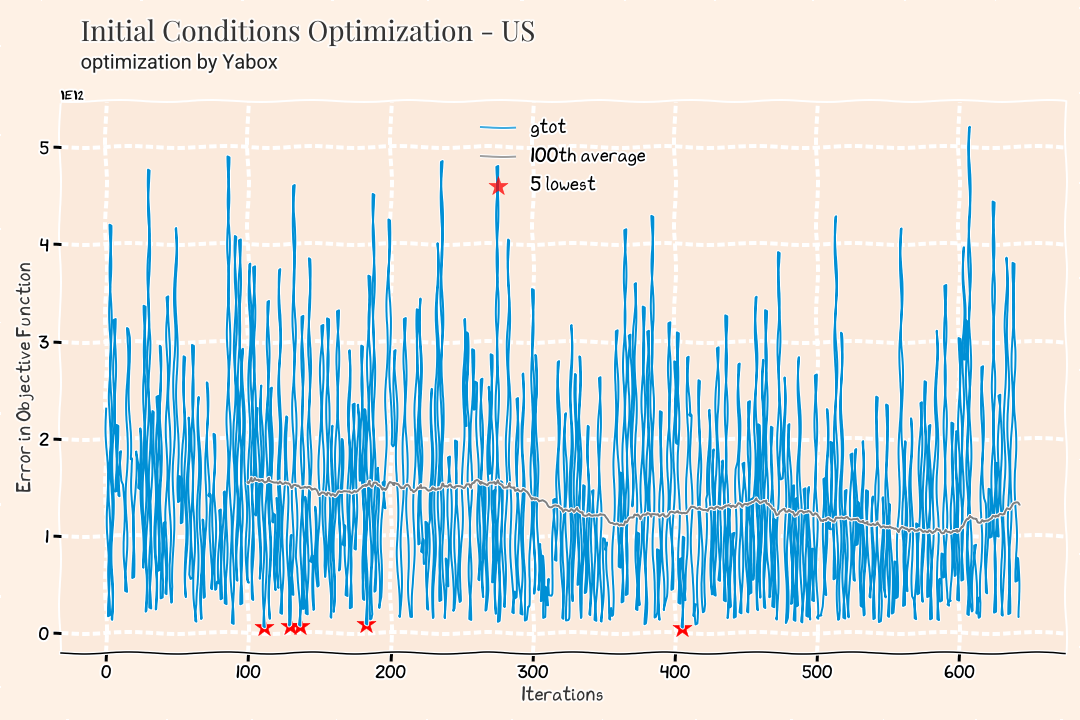 Initial Conditions Optimization - US
optimization by Yabox
1E12
gtot
100th average
5 lowest
5
4
3
2
1
0
Error in Objective Function
0 100 200 300 400 500 600
Iterations